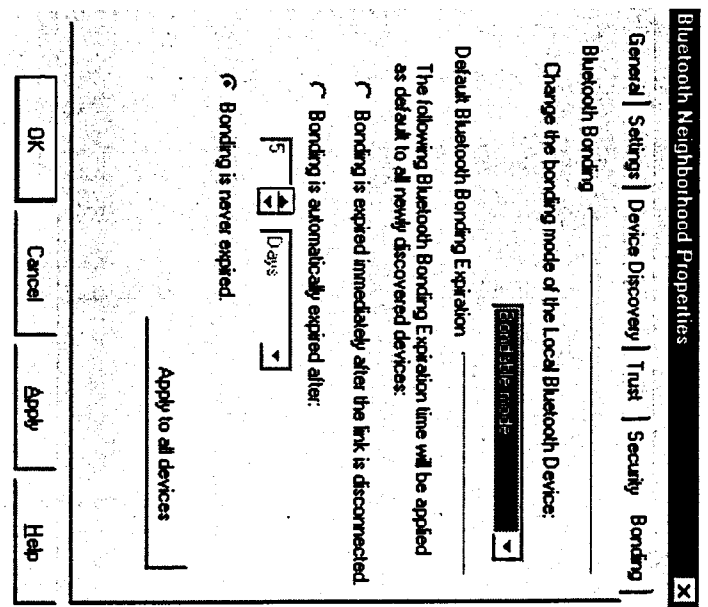 Bluetooth Neighborhood Properties
General Settings Device Discovery Trust Security Bonding
Bluetooth Bonding
Change the bonding mode of the Local Bluetooth Device:
Bondable mode
Default Bluetooth Bonding Expiration
The following Bluetooth Bonding Expiration time will be applied
as default to all newly discovered devices:
Bonding is expired immediately after the link is disconnected.
Bonding is automatically expired after:
5 Days
Bonding is never expired.
Apply to all devices
OK Cancel Apply Help